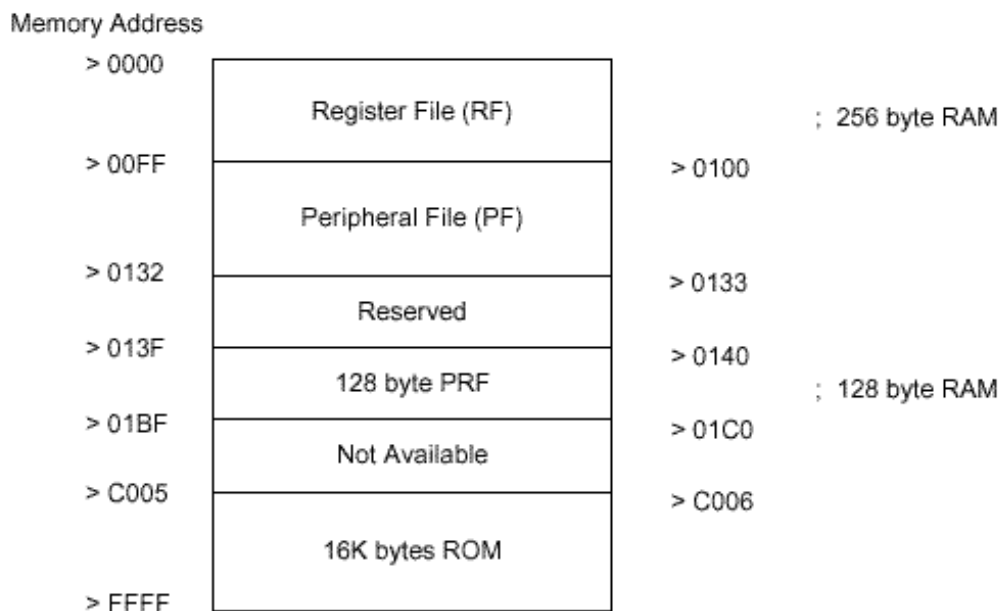 Memory Address
> 0000
Register File (RF)
; 256 byte RAM
> 00FF
> 0100
Peripheral File (PF)
> 0132
> 0133
Reserved
> 013F
> 0140
128 byte PRF
; 128 byte RAM
> 01BF
> 01C0
Not Available
> C005
> C006
16K bytes ROM
> FFFF